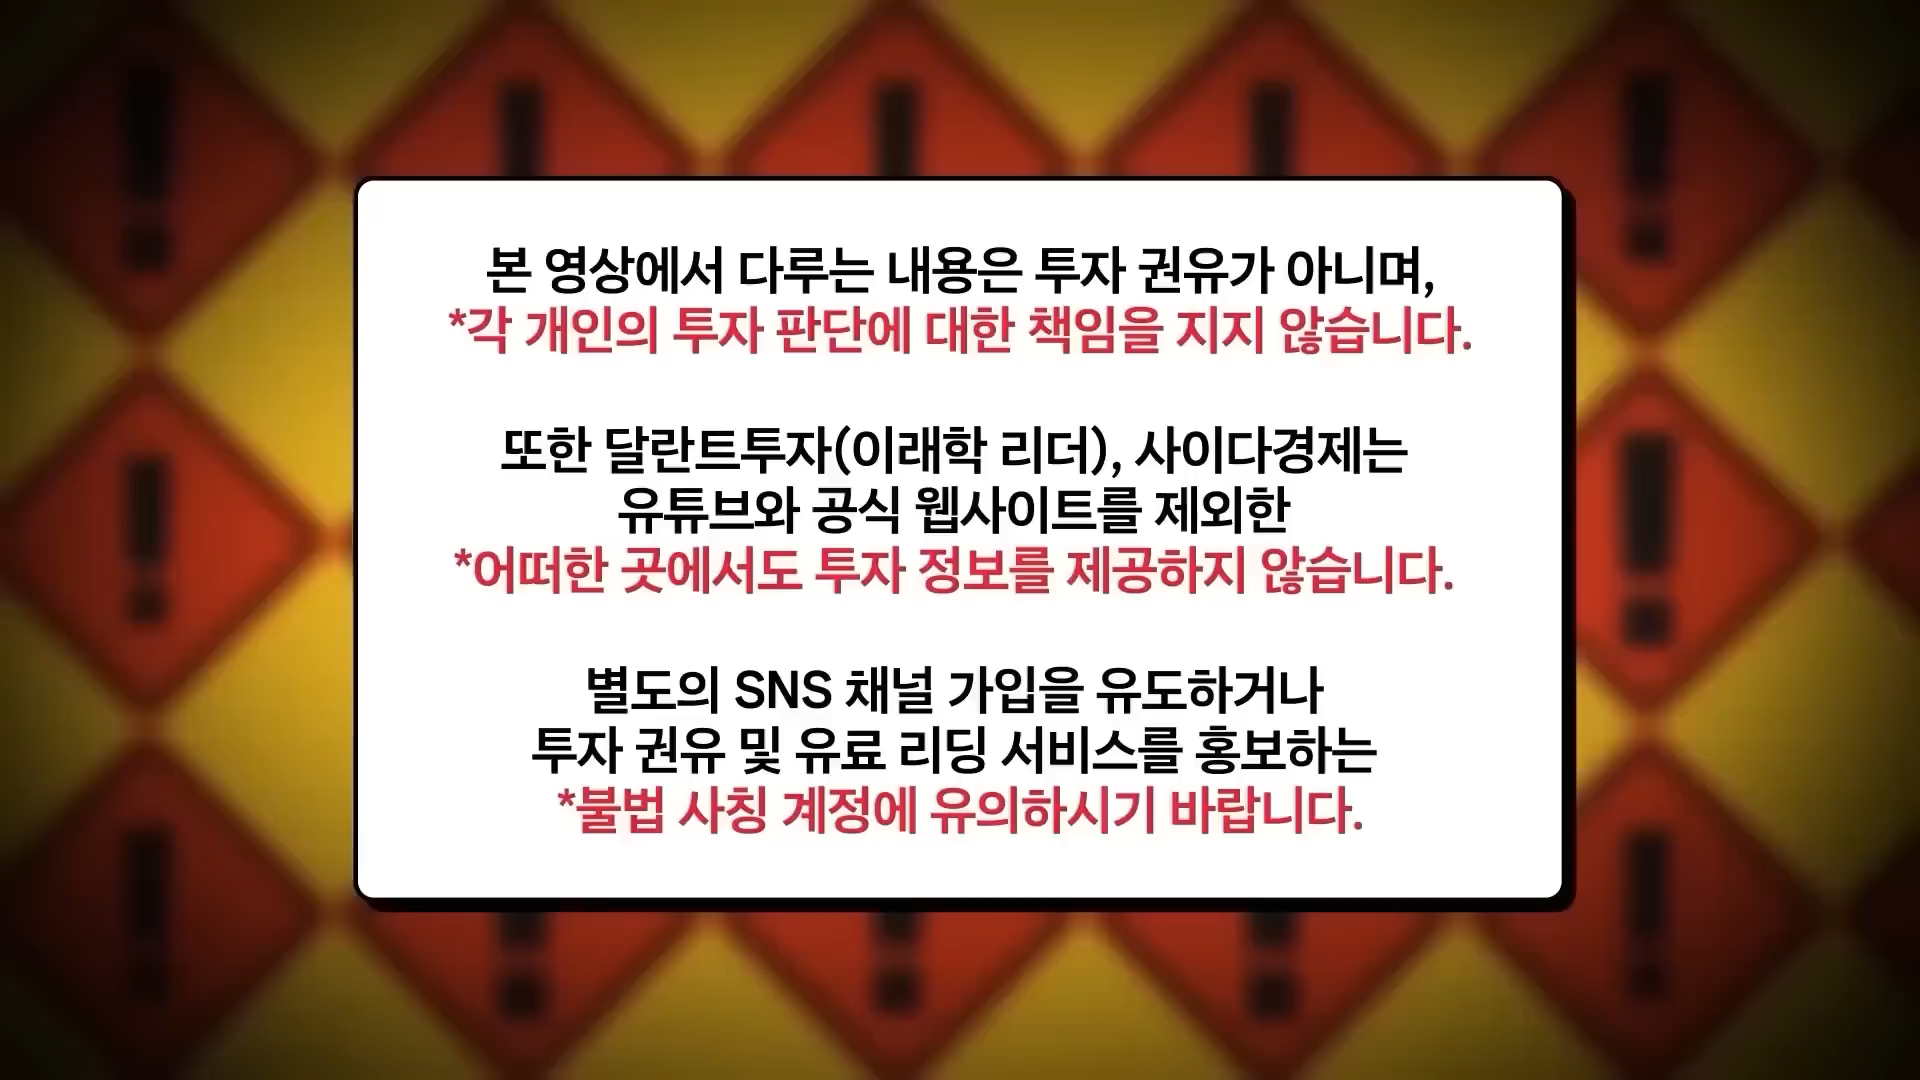 본 영상에서 다루는 내용은 투자 권유가 아니며,
*각 개인의 투자 판단에 대한 책임을 지지 않습니다.
또한 달란트투자(이래학 리더), 사이다경제는
유튜브와 공식 웹사이트를 제외한
*어떠한 곳에서도 투자 정보를 제공하지 않습니다.
별도의 SNS 채널 가입을 유도하거나
투자 권유 및 유료 리딩 서비스를 홍보하는
*불법 사칭 계정에 유의하시기 바랍니다.